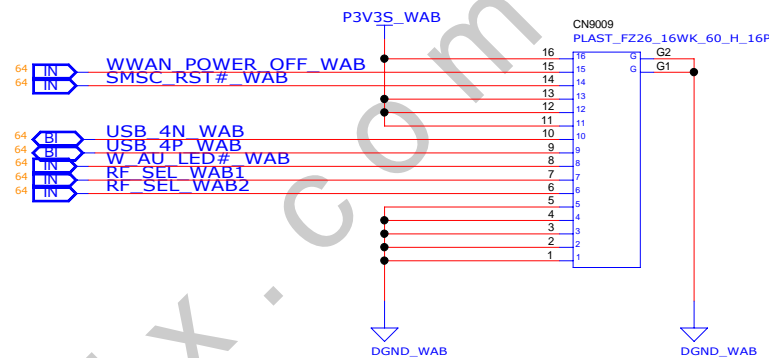 P3V3S_WAB
CN9009
PLAST_FZ26_16WK_60_H_16P
16 16 G G2
64 IN WWAN_POWER_OFF_WAB 15 15 G G1
64 IN SMSC_RST#_WAB 14 14
13 13
12 12
11 11
64 BI USB_4N_WAB 10 10
64 BI USB_4P_WAB 9 9
64 IN W_AU_LED#_WAB 8 8
64 IN RF_SEL_WAB1 7 7
64 IN RF_SEL_WAB2 6 6
5 5
4 4
3 3
2 2
1 1
DGND_WAB DGND_WAB
x.com